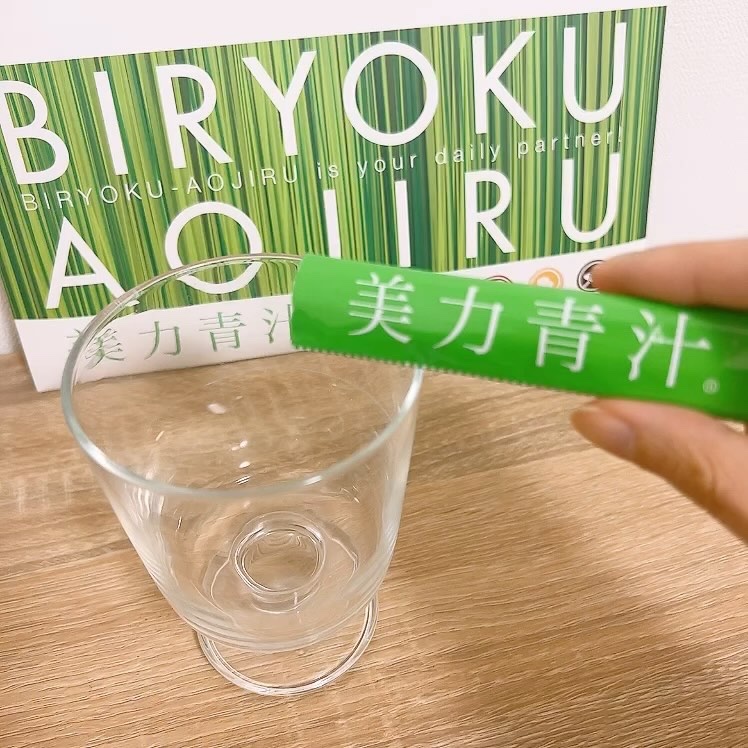 BIRYOKU
BIRYOKU-AOJIRU is your daily partner!
AOJIRU
美力青汁
美力青汁®